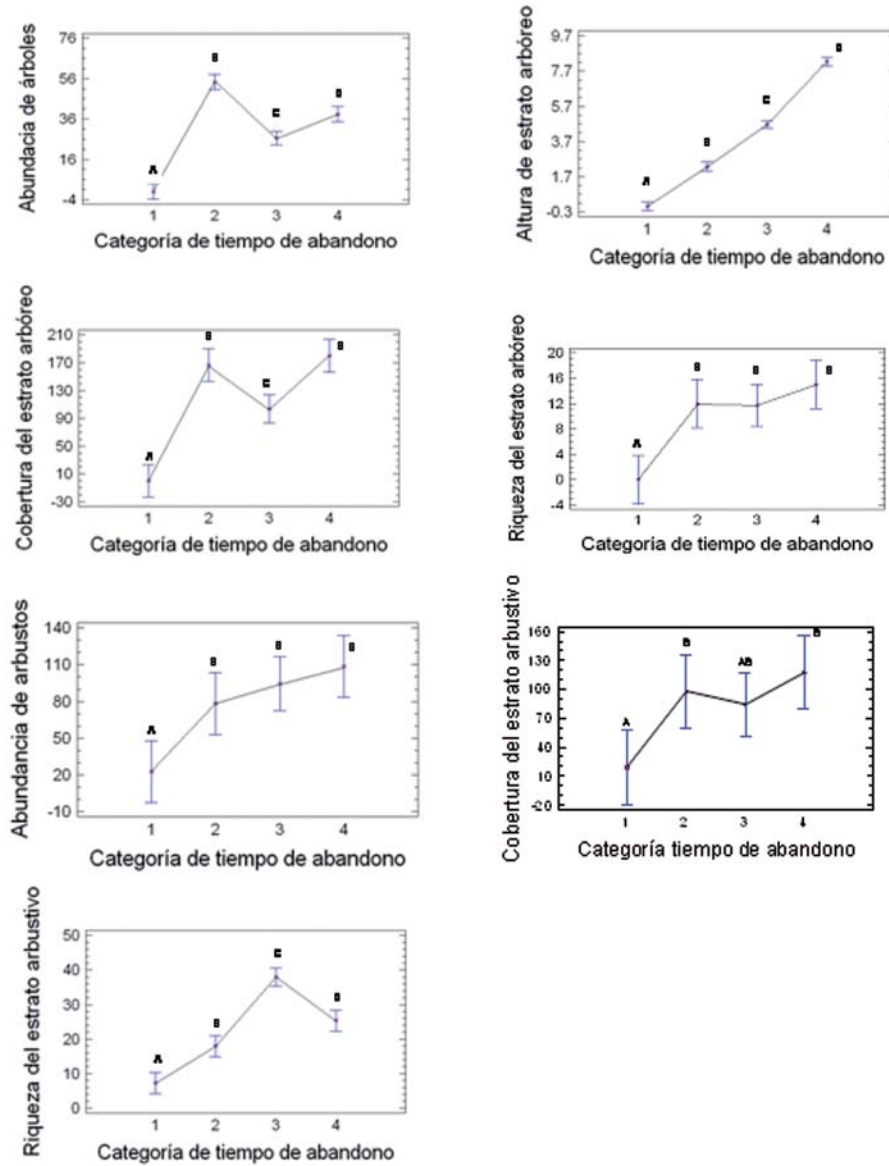 Abundacia de árboles
76
56
36
16
-4
A
B
C
1 2 3 4
Categoría de tiempo de abandono
Altura de estrato arbóreo
9.7
7.7
5.7
3.7
1.7
-0.3
A
B
C
1 2 3 4
Categoría de tiempo de abandono
Cobertura del estrato arbóreo
210
170
130
90
50
10
-30
A
B
C
B
1 2 3 4
Categoría de tiempo de abandono
Riqueza del estrato arbóreo
20
16
12
8
4
0
-4
A
B
B
B
1 2 3 4
Categoría de tiempo de abandono
Abundancia de arbustos
140
110
80
50
20
-10
A
B
B
B
1 2 3 4
Categoría de tiempo de abandono
Cobertura del estrato arbustivo
160
130
100
70
40
10
-20
A
B
AB
B
1 2 3 4
Categoría tiempo de abandono
Riqueza del estrato arbustivo
50
40
30
20
10
0
A
B
C
1 2 3 4
Categoría de tiempo de abandono